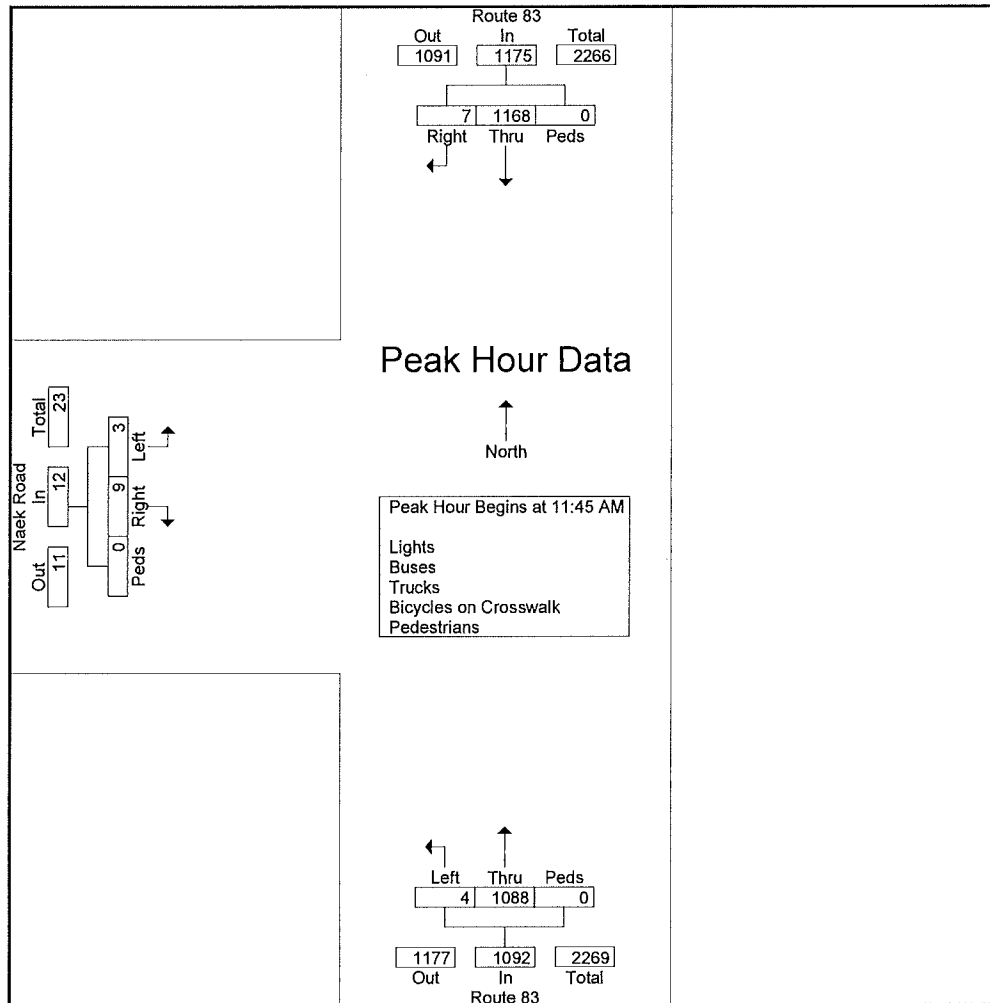 Route 83
Out In Total
1091 1175 2266
7 1168 0
Right Thru Peds
Peak Hour Data
North
Peak Hour Begins at 11:45 AM
Lights
Buses
Trucks
Bicycles on Crosswalk
Pedestrians
Naek Road
Out In Total
11 12 23
0 9 3
Peds Right Left
Left Thru Peds
4 1088 0
1177 1092 2269
Out In Total
Route 83